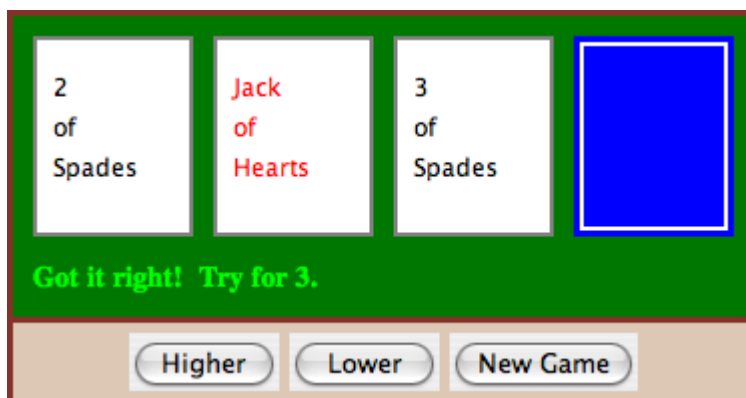 2
of
Spades
Jack
of
Hearts
3
of
Spades
Got it right!  Try for 3.
Higher
Lower
New Game